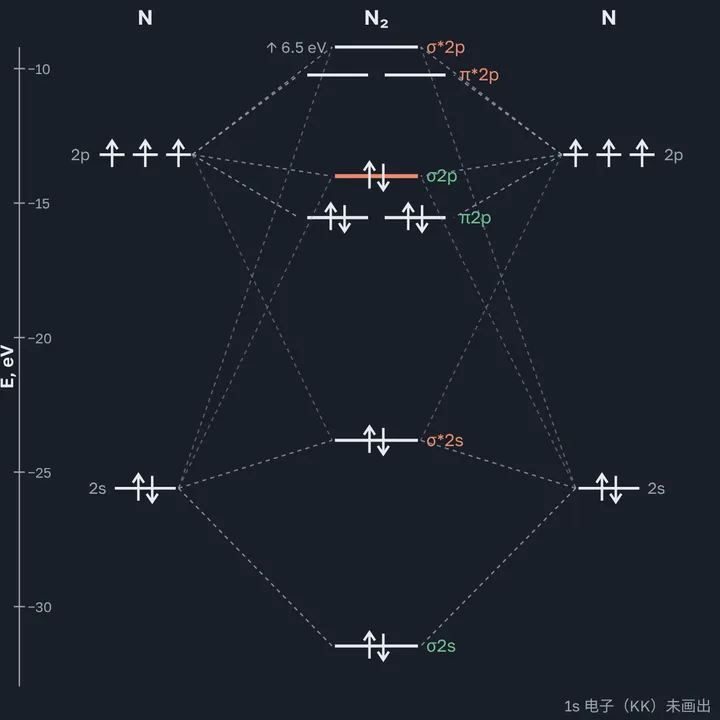 N N₂ N
↑ 6.5 eV σ*2p
-10 π*2p
2p 2p
σ2p
-15 π2p
-20
E, eV
σ*2s
-25
2s 2s
-30
σ2s
1s 电子（KK）未画出